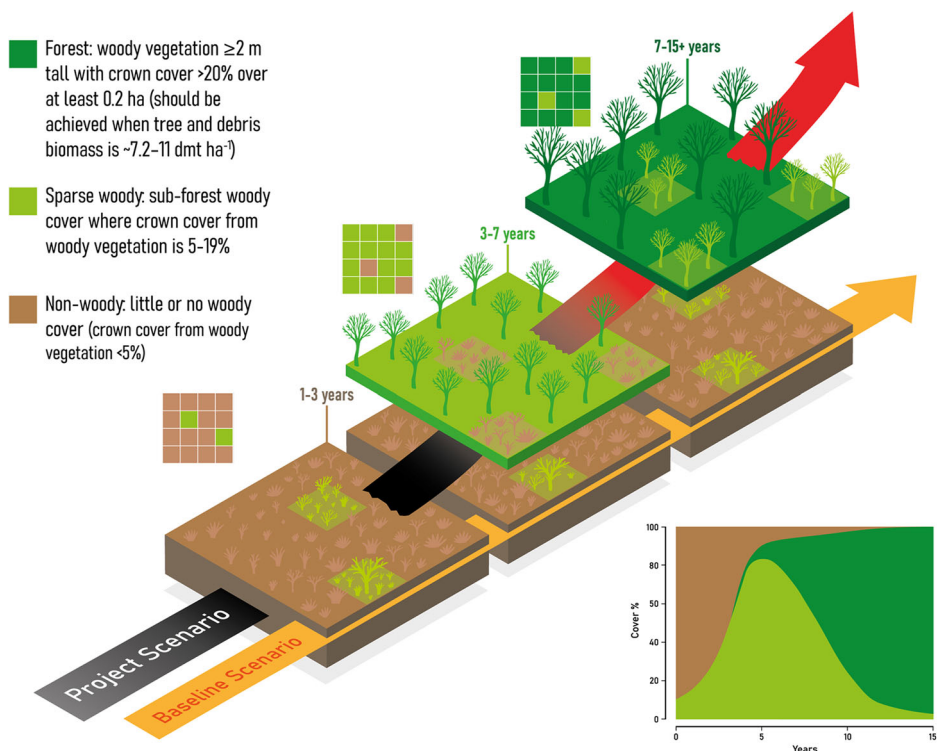 Forest: woody vegetation ≥2 m
tall with crown cover >20% over
at least 0.2 ha (should be
achieved when tree and debris
biomass is ~7.2–11 dmt ha⁻¹)
Sparse woody: sub-forest woody
cover where crown cover from
woody vegetation is 5-19%
Non-woody: little or no woody
cover (crown cover from woody
vegetation <5%)
7-15+ years
3-7 years
1-3 years
Project Scenario
Baseline Scenario
Cover %
100
80
50
40
20
0
0
5
10
15
Years